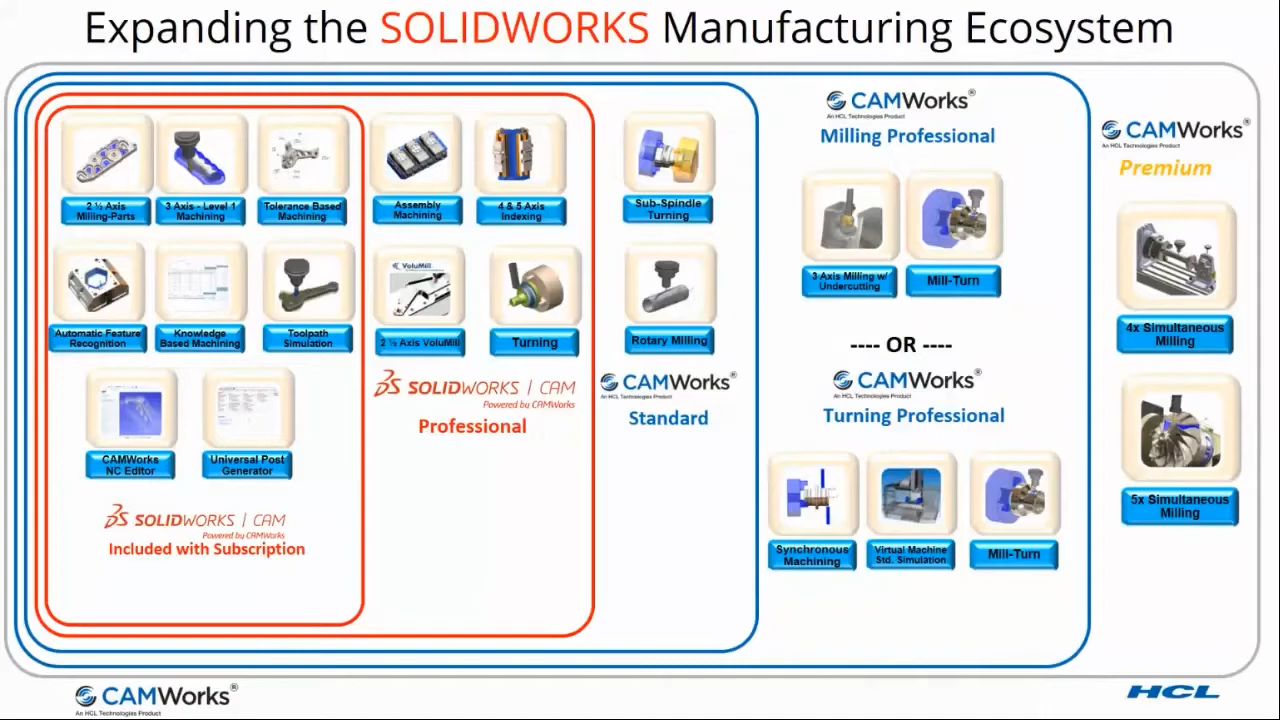 Expanding the SOLIDWORKS Manufacturing Ecosystem
2 ½ Axis
Milling-Parts
3 Axis - Level 1
Machining
Tolerance Based
Machining
Automatic Feature
Recognition
Knowledge
Based Machining
Toolpath
Simulation
CAMWorks
NC Editor
Universal Post
Generator
SOLIDWORKS | CAM
Powered by CAMWorks
Included with Subscription
Assembly
Machining
4 & 5 Axis
Indexing
VoluMill
2 ½ Axis VoluMill
Turning
SOLIDWORKS | CAM
Powered by CAMWorks
Professional
Sub-Spindle
Turning
Rotary Milling
CAMWorks®
An HCL Technologies Product
Standard
CAMWorks®
An HCL Technologies Product
Milling Professional
3 Axis Milling w/
Undercutting
Mill-Turn
---- OR ----
CAMWorks®
An HCL Technologies Product
Turning Professional
Synchronous
Machining
Virtual Machine
Std. Simulation
Mill-Turn
CAMWorks®
An HCL Technologies Product
Premium
4x Simultaneous
Milling
5x Simultaneous
Milling
CAMWorks®
An HCL Technologies Product
HCL